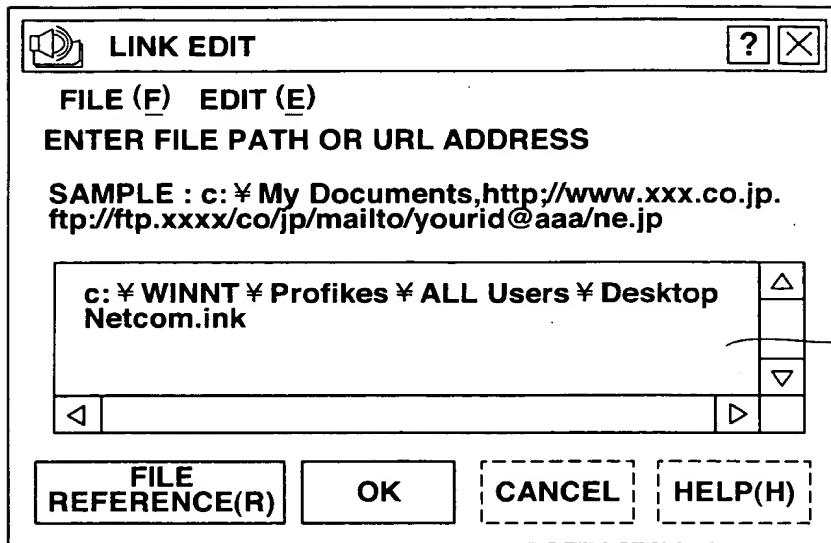 LINK EDIT
?
FILE (F) EDIT (E)
ENTER FILE PATH OR URL ADDRESS
SAMPLE : c: ¥ My Documents,http;//www.xxx.co.jp.
ftp://ftp.xxxx/co/jp/mailto/yourid@aaa/ne.jp
c: ¥ WINNT ¥ Profikes ¥ ALL Users ¥ Desktop
Netcom.ink
FILE
REFERENCE(R)
OK
CANCEL
HELP(H)